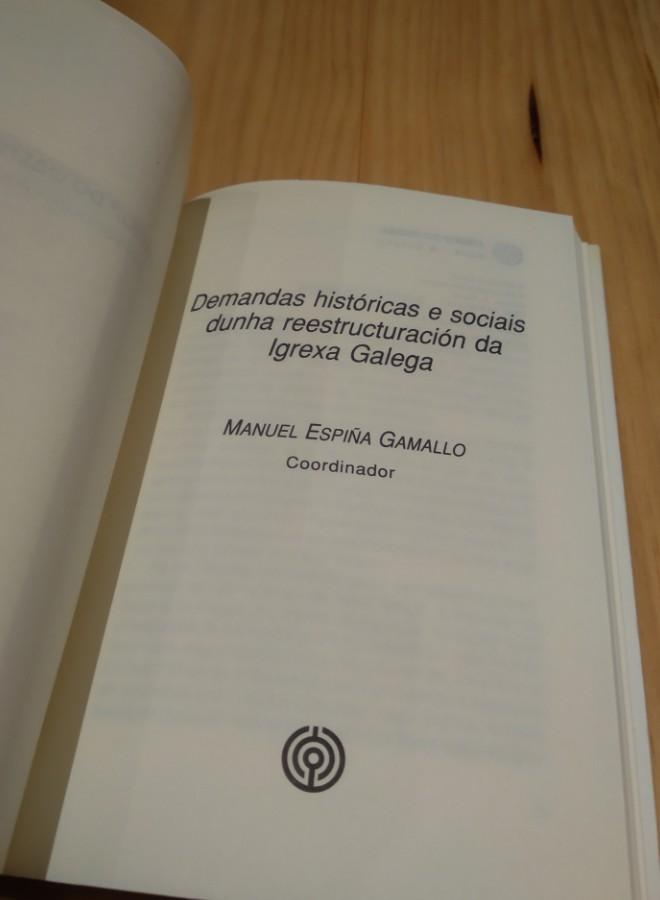 Demandas históricas e sociais
dunha reestructuración da
Igrexa Galega
MANUEL ESPIÑA GAMALLO
Coordinador